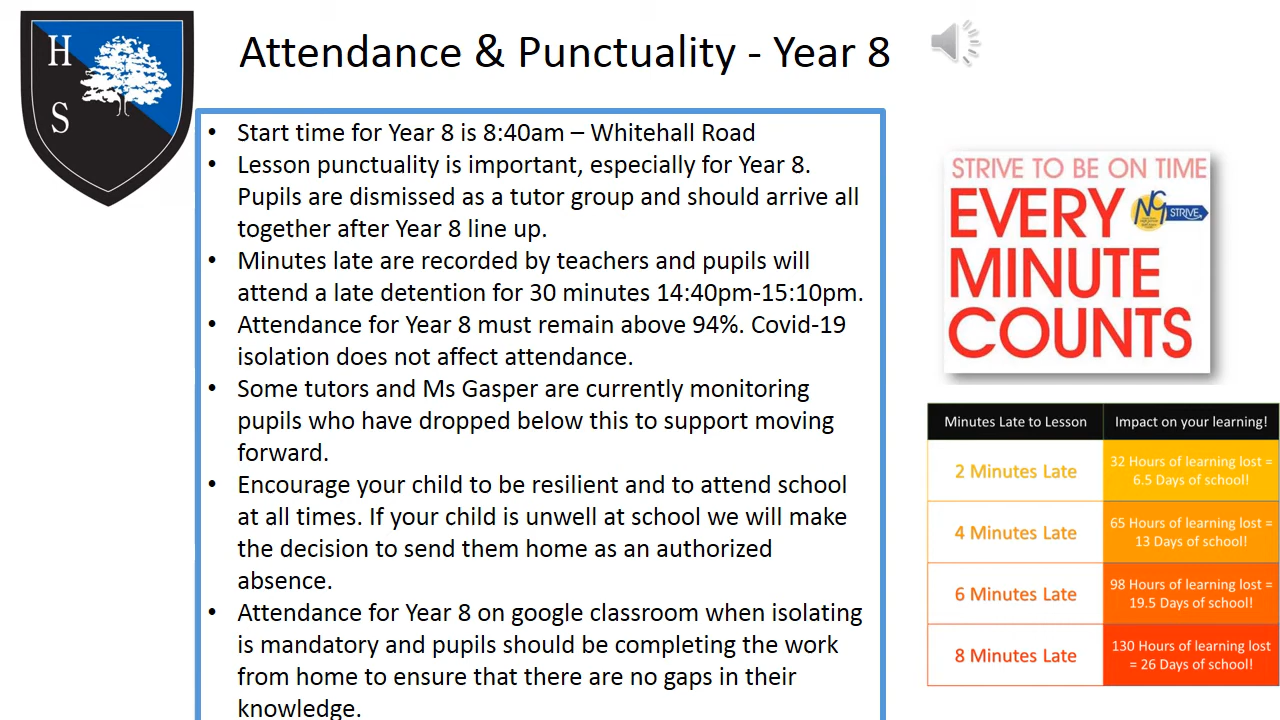 H
S
Attendance & Punctuality - Year 8
• Start time for Year 8 is 8:40am – Whitehall Road
• Lesson punctuality is important, especially for Year 8.
Pupils are dismissed as a tutor group and should arrive all
together after Year 8 line up.
• Minutes late are recorded by teachers and pupils will
attend a late detention for 30 minutes 14:40pm-15:10pm.
• Attendance for Year 8 must remain above 94%. Covid-19
isolation does not affect attendance.
• Some tutors and Ms Gasper are currently monitoring
pupils who have dropped below this to support moving
forward.
• Encourage your child to be resilient and to attend school
at all times. If your child is unwell at school we will make
the decision to send them home as an authorized
absence.
• Attendance for Year 8 on google classroom when isolating
is mandatory and pupils should be completing the work
from home to ensure that there are no gaps in their
knowledge.
STRIVE TO BE ON TIME
EVERY
NG STRIVE
MINUTE
COUNTS
Minutes Late to Lesson Impact on your learning!
2 Minutes Late 32 Hours of learning lost =
6.5 Days of school!
4 Minutes Late 65 Hours of learning lost =
13 Days of school!
6 Minutes Late 98 Hours of learning lost =
19.5 Days of school!
8 Minutes Late 130 Hours of learning lost
= 26 Days of school!